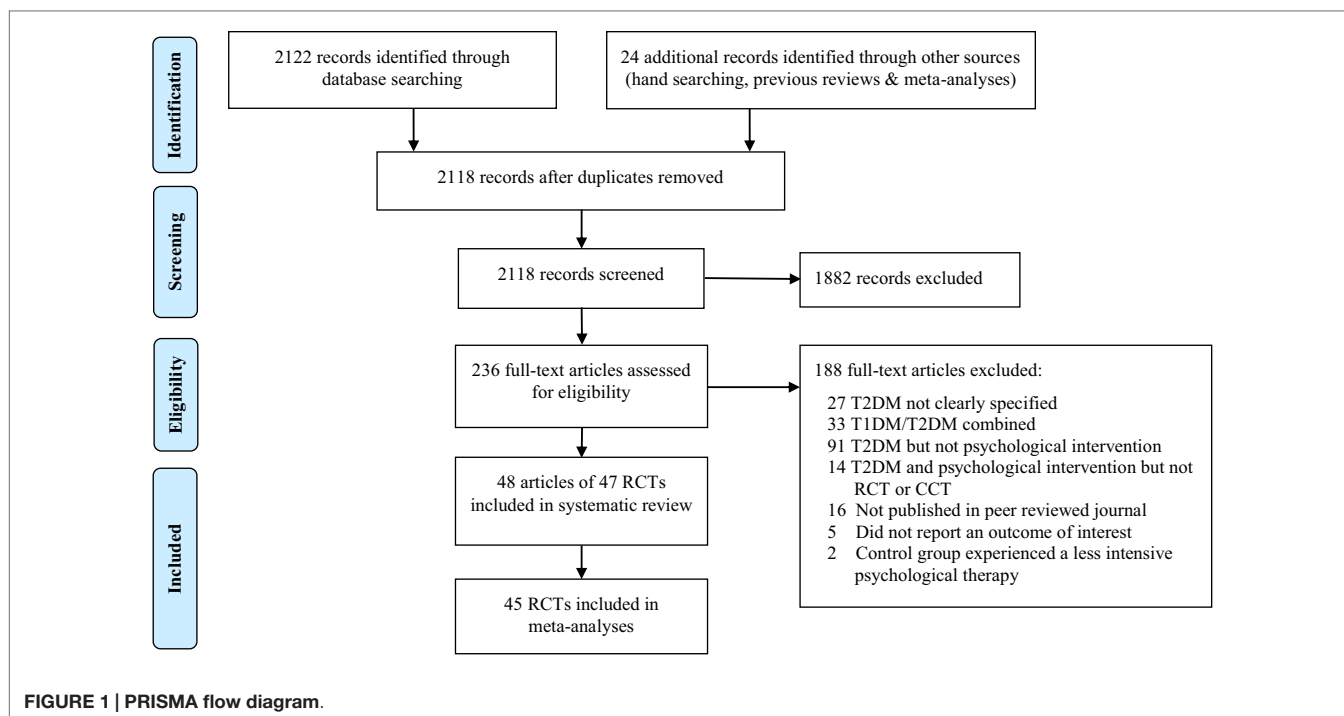 Identification
2122 records identified through
database searching
24 additional records identified through other sources
(hand searching, previous reviews & meta-analyses)
2118 records after duplicates removed
Screening
2118 records screened
1882 records excluded
Eligibility
236 full-text articles assessed
for eligibility
188 full-text articles excluded:
27 T2DM not clearly specified
33 T1DM/T2DM combined
91 T2DM but not psychological intervention
14 T2DM and psychological intervention but not
RCT or CCT
16 Not published in peer reviewed journal
5 Did not report an outcome of interest
2 Control group experienced a less intensive
psychological therapy
Included
48 articles of 47 RCTs
included in systematic review
45 RCTs included in
meta-analyses
FIGURE 1 | PRISMA flow diagram.